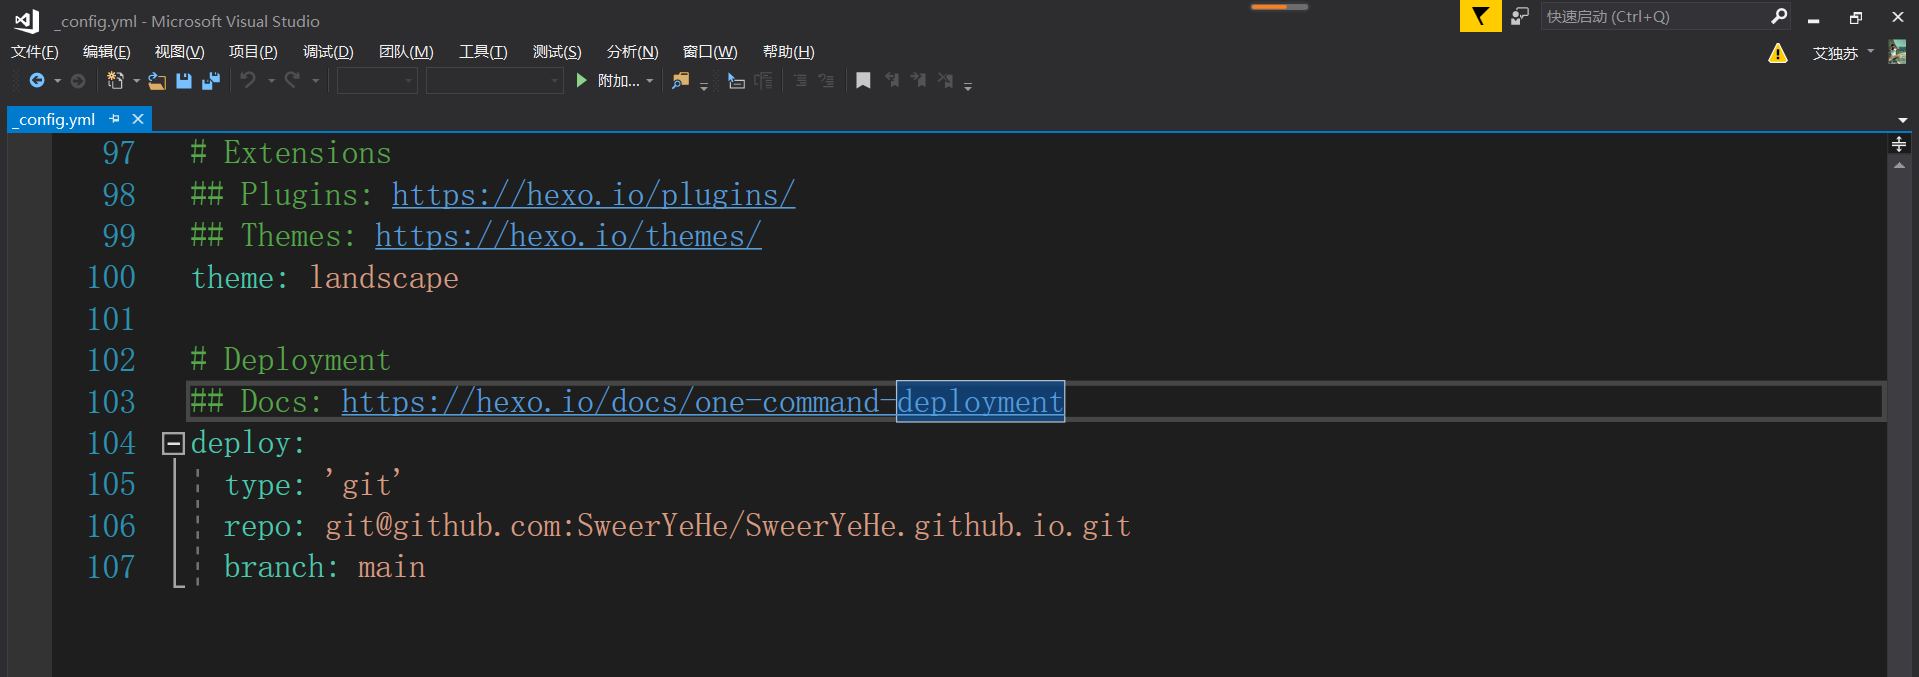 _config.yml - Microsoft Visual Studio
快速启动 (Ctrl+Q)
文件(F) 编辑(E) 视图(V) 项目(P) 调试(D) 团队(M) 工具(T) 测试(S) 分析(N) 窗口(W) 帮助(H)
艾独苏
附加...
_config.yml
97 # Extensions
98 ## Plugins: https://hexo.io/plugins/
99 ## Themes: https://hexo.io/themes/
100 theme: landscape
101
102 # Deployment
103 ## Docs: https://hexo.io/docs/one-command-deployment
104 deploy:
105 type: 'git'
106 repo: git@github.com:SweerYeHe/SweerYeHe.github.io.git
107 branch: main